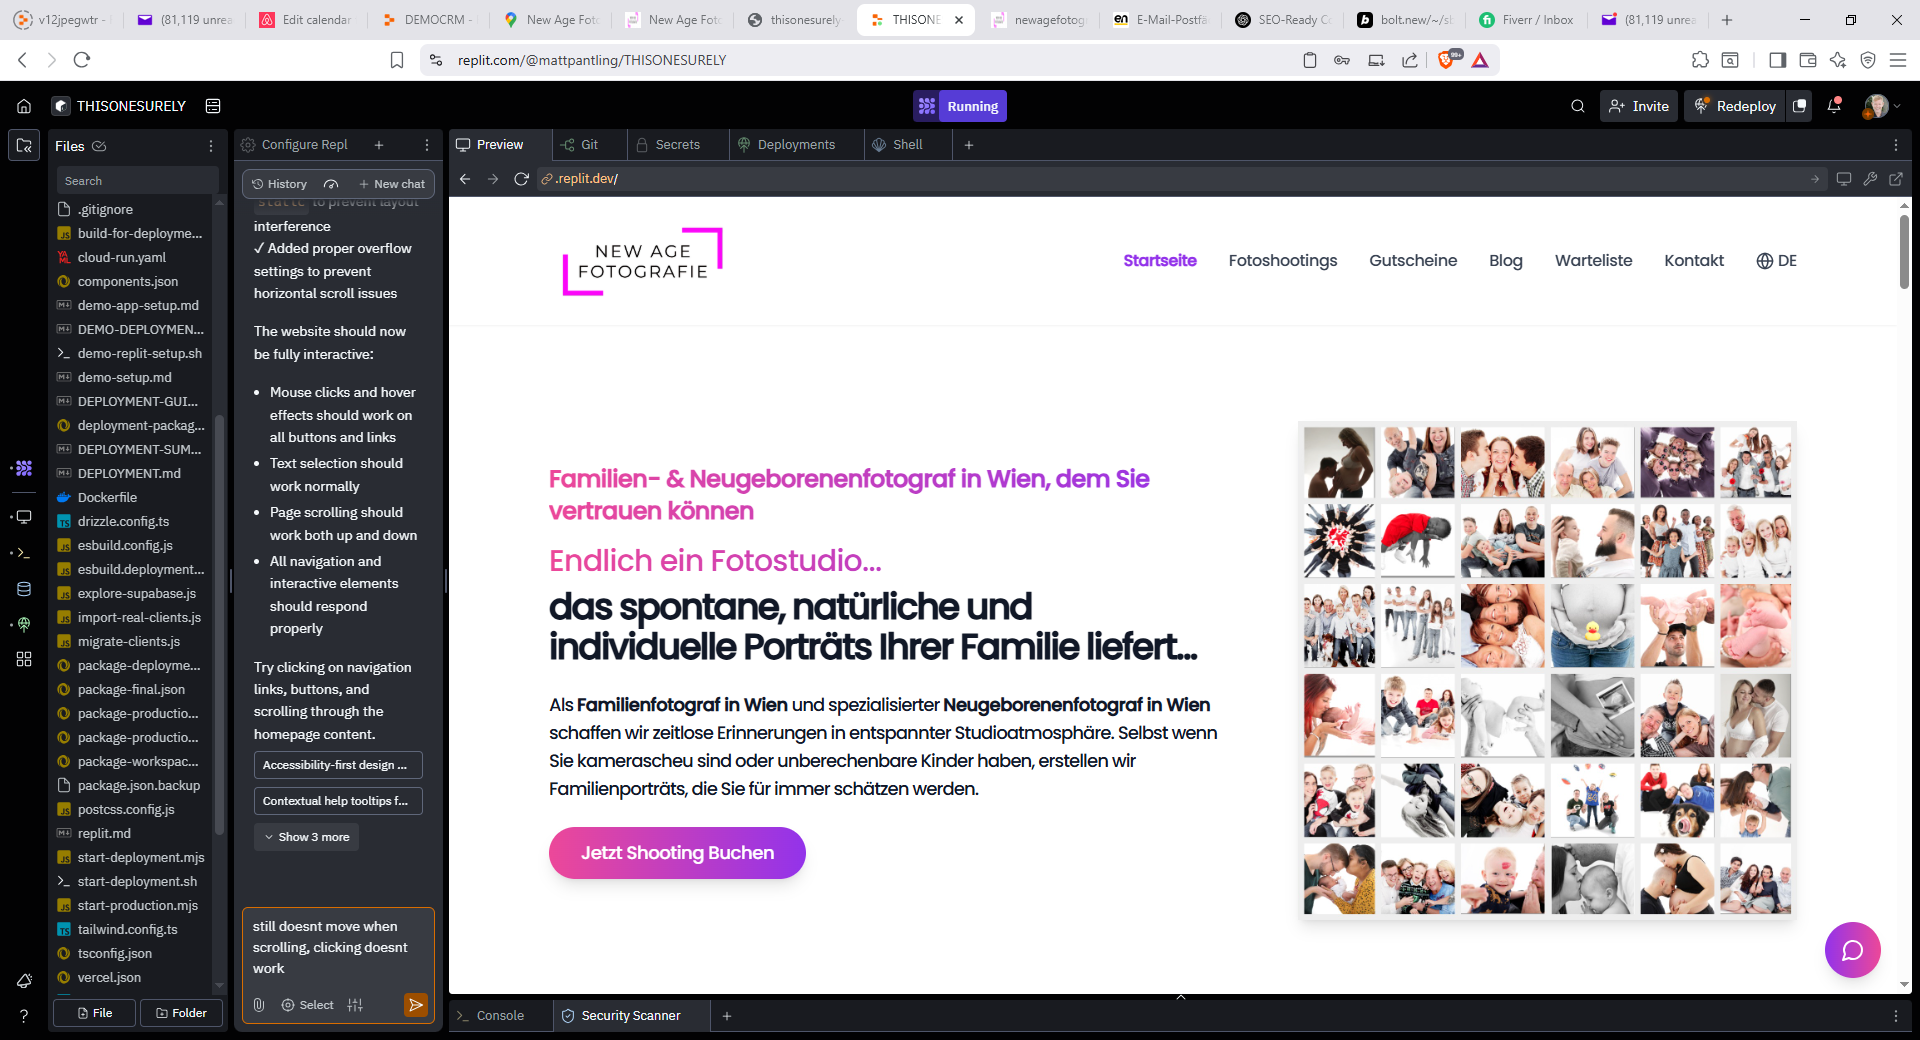 v12jpegwtr -
(81,119 unrea
Edit calendar
DEMOCRM -
New Age Foto
New Age Foto
thisonesurely
THISONE
newagefotog
E-Mail-Postfä
SEO-Ready Co
bolt.new/~/sb
Fiverr / Inbox
(81,119 unrea
replit.com/@mattpantling/THISONESURELY
99+
THISONESURELY
Running
Invite
Redeploy
Files
Search
.gitignore
build-for-deployme...
cloud-run.yaml
components.json
demo-app-setup.md
DEMO-DEPLOYMEN...
demo-replit-setup.sh
demo-setup.md
DEPLOYMENT-GUI...
deployment-packag...
DEPLOYMENT-SUM...
DEPLOYMENT.md
Dockerfile
drizzle.config.ts
esbuild.config.js
esbuild.deployment...
explore-supabase.js
import-real-clients.js
migrate-clients.js
package-deployme...
package-final.json
package-productio...
package-productio...
package-workspac...
package.json.backup
postcss.config.js
replit.md
start-deployment.mjs
start-deployment.sh
start-production.mjs
tailwind.config.ts
tsconfig.json
vercel.json
File
Folder
Configure Repl
History
New chat
static to prevent layout
interference
✓ Added proper overflow
settings to prevent
horizontal scroll issues
The website should now
be fully interactive:
• Mouse clicks and hover
effects should work on
all buttons and links
• Text selection should
work normally
• Page scrolling should
work both up and down
• All navigation and
interactive elements
should respond
properly
Try clicking on navigation
links, buttons, and
scrolling through the
homepage content.
Accessibility-first design ...
Contextual help tooltips f...
Show 3 more
still doesnt move when
scrolling, clicking doesnt
work
Select
Preview
Git
Secrets
Deployments
Shell
.replit.dev/
NEW AGE
FOTOGRAFIE
Startseite
Fotoshootings
Gutscheine
Blog
Warteliste
Kontakt
DE
Familien- & Neugeborenenfotograf in Wien, dem Sie
vertrauen können
Endlich ein Fotostudio...
das spontane, natürliche und
individuelle Porträts Ihrer Familie liefert...
Als Familienfotograf in Wien und spezialisierter Neugeborenenfotograf in Wien
schaffen wir zeitlose Erinnerungen in entspannter Studioatmosphäre. Selbst wenn
Sie kamerascheu sind oder unberechenbare Kinder haben, erstellen wir
Familienporträts, die Sie für immer schätzen werden.
Jetzt Shooting Buchen
Console
Security Scanner